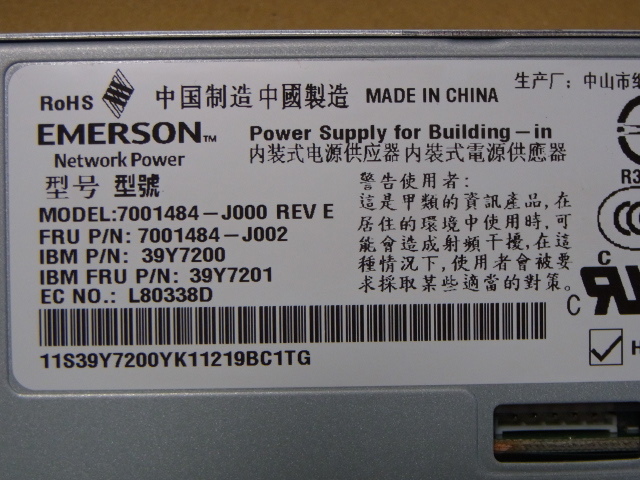 生产厂: 中山市
RoHS 中国制造 中國製造 MADE IN CHINA
EMERSON™
Network Power
Power Supply for Building-in
内装式电源供应器 內裝式電源供應器
型号 型號
MODEL:7001484-J000 REV E
FRU P/N: 7001484-J002
IBM P/N: 39Y7200
IBM FRU P/N: 39Y7201
EC NO.: L80338D
警告使用者:
這是甲類的資訊產品,在
居住的環境中使用時,可
能會造成射頻干擾,在這
種情況下,使用者會被要
求採取某些適當的對策。
11S39Y7200YK11219BC1TG
R3
C
C
H